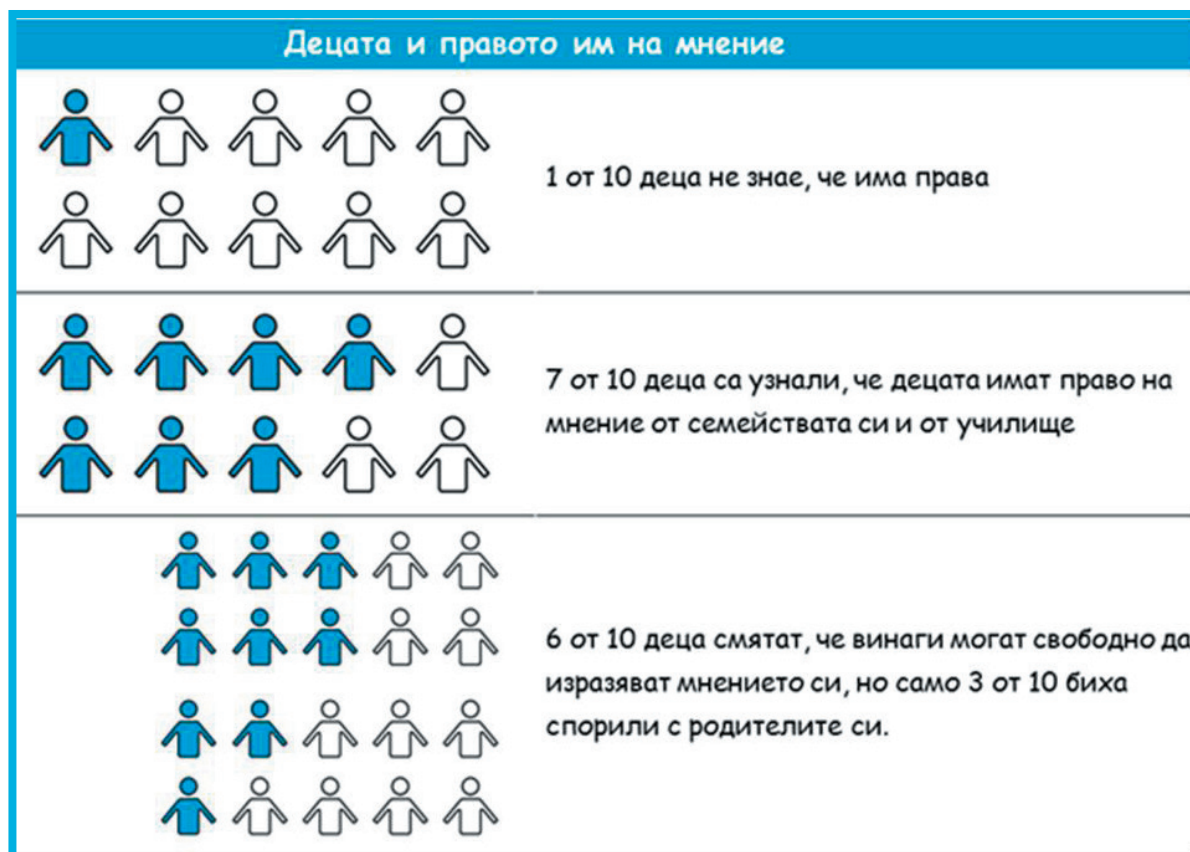 Децата и правото им на мнение
1 от 10 деца не знае, че има права
7 от 10 деца са узнали, че децата имат право на
мнение от семействата си и от училище
6 от 10 деца смятат, че винаги могат свободно да
изразяват мнението си, но само 3 от 10 биха
спорили с родителите си.